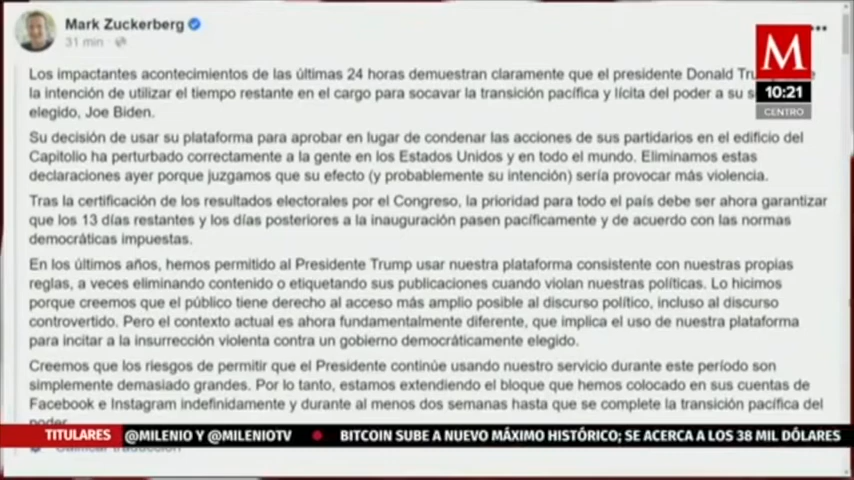 Mark Zuckerberg
31 min
M
10:21
CENTRO
Los impactantes acontecimientos de las últimas 24 horas demuestran claramente que el presidente Donald
la intención de utilizar el tiempo restante en el cargo para socavar la transición pacífica y lícita del poder a su
elegido, Joe Biden.
Su decisión de usar su plataforma para aprobar en lugar de condenar las acciones de sus partidarios en el edificio del
Capitolio ha perturbado correctamente a la gente en los Estados Unidos y en todo el mundo. Eliminamos estas
declaraciones ayer porque juzgamos que su efecto (y probablemente su intención) sería provocar más violencia.
Tras la certificación de los resultados electorales por el Congreso, la prioridad para todo el país debe ser ahora garantizar
que los 13 días restantes y los días posteriores a la inauguración pasen pacíficamente y de acuerdo con las normas
democráticas impuestas.
En los últimos años, hemos permitido al Presidente Trump usar nuestra plataforma consistente con nuestras propias
reglas, a veces eliminando contenido o etiquetando sus publicaciones cuando violan nuestras políticas. Lo hicimos
porque creemos que el público tiene derecho al acceso más amplio posible al discurso político, incluso al discurso
controvertido. Pero el contexto actual es ahora fundamentalmente diferente, que implica el uso de nuestra plataforma
para incitar a la insurrección violenta contra un gobierno democráticamente elegido.
Creemos que los riesgos de permitir que el Presidente continúe usando nuestro servicio durante este período son
simplemente demasiado grandes. Por lo tanto, estamos extendiendo el bloque que hemos colocado en sus cuentas de
Facebook e Instagram indefinidamente y durante al menos dos semanas hasta que se complete la transición pacífica del
TITULARES @MILENIO Y @MILENIOTV BITCOIN SUBE A NUEVO MÁXIMO HISTÓRICO; SE ACERCA A LOS 38 MIL DÓLARES